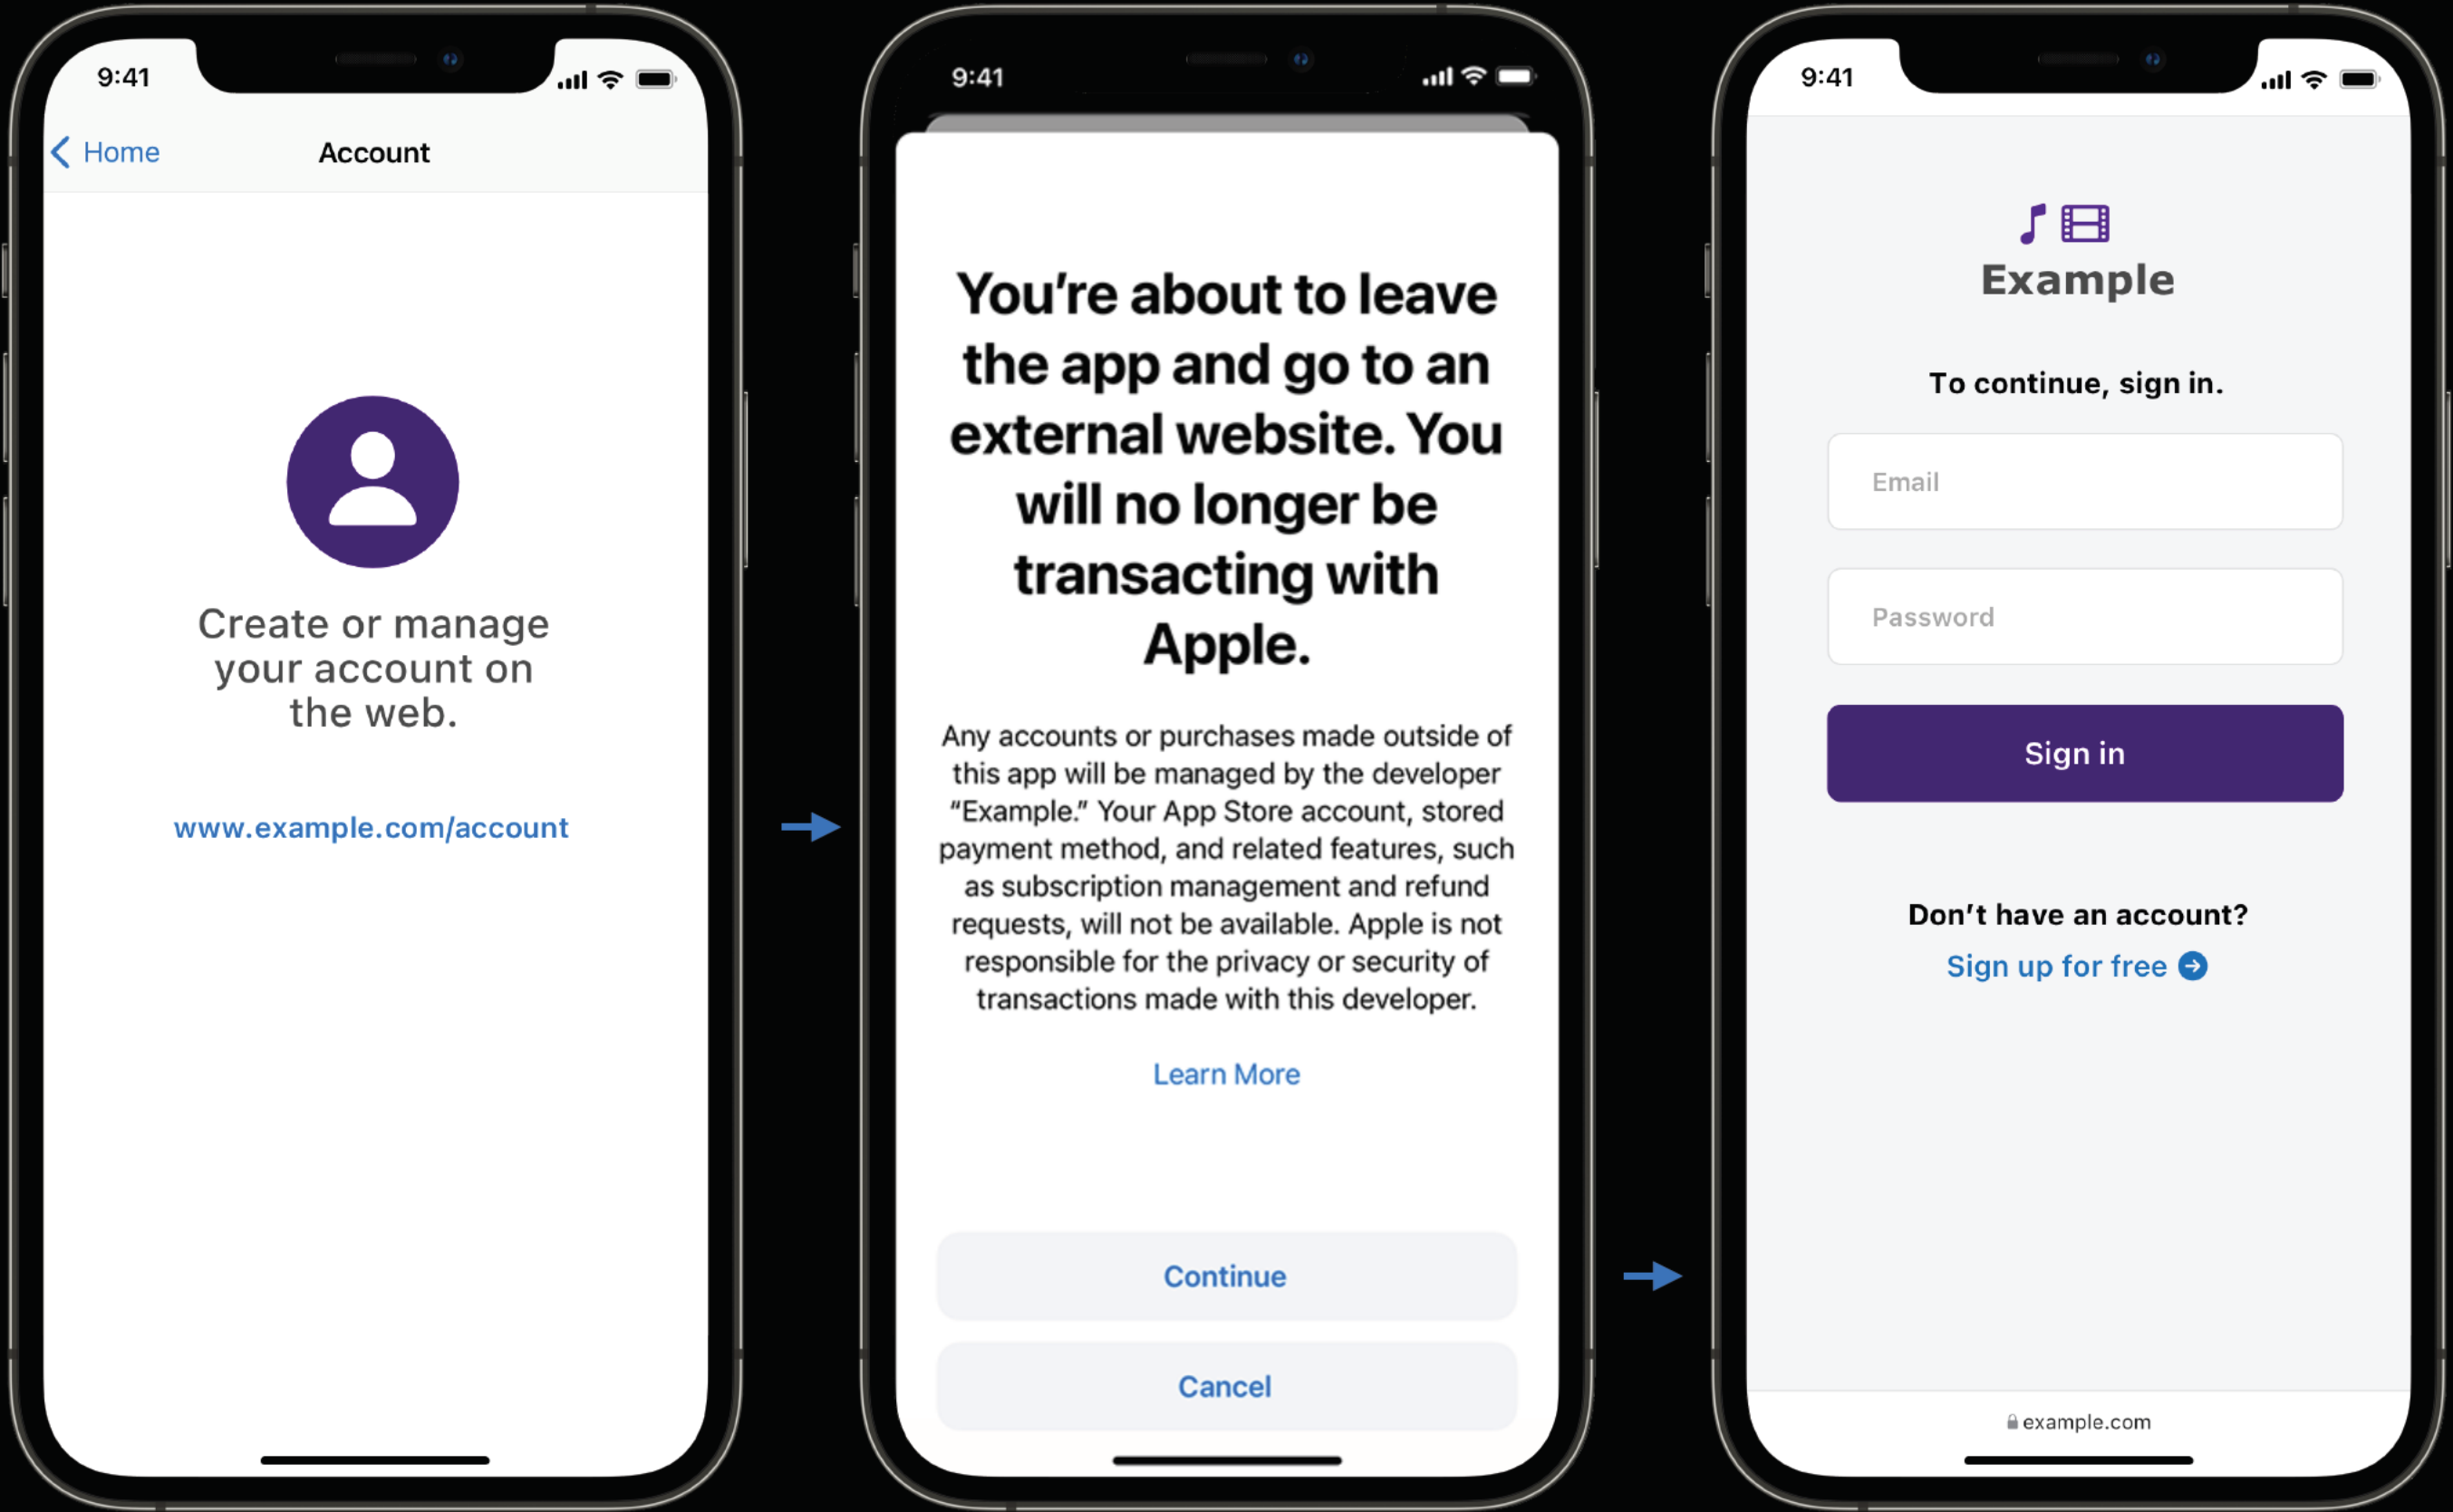 9:41
Home
Account
Create or manage
your account on
the web.
www.example.com/account
9:41
You’re about to leave
the app and go to an
external website. You
will no longer be
transacting with
Apple.
Any accounts or purchases made outside of
this app will be managed by the developer
“Example.” Your App Store account, stored
payment method, and related features, such
as subscription management and refund
requests, will not be available. Apple is not
responsible for the privacy or security of
transactions made with this developer.
Learn More
Continue
Cancel
9:41
Example
To continue, sign in.
Email
Password
Sign in
Don’t have an account?
Sign up for free
example.com